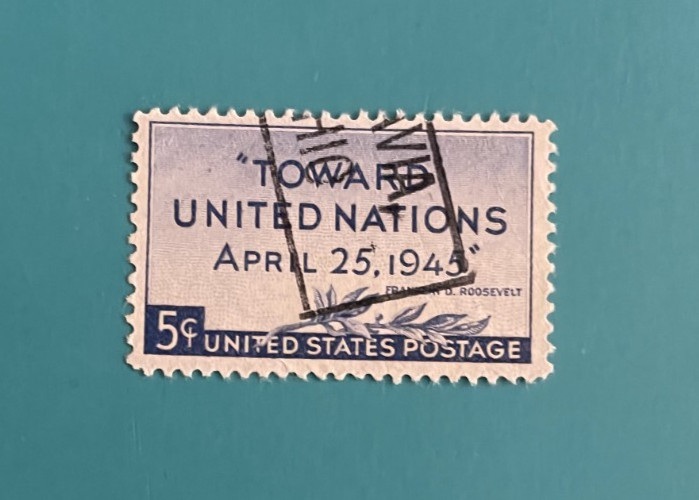 "TOWARD
UNITED NATIONS
APRIL 25, 1945"
FRANKLIN D. ROOSEVELT
5¢
UNITED STATES POSTAGE